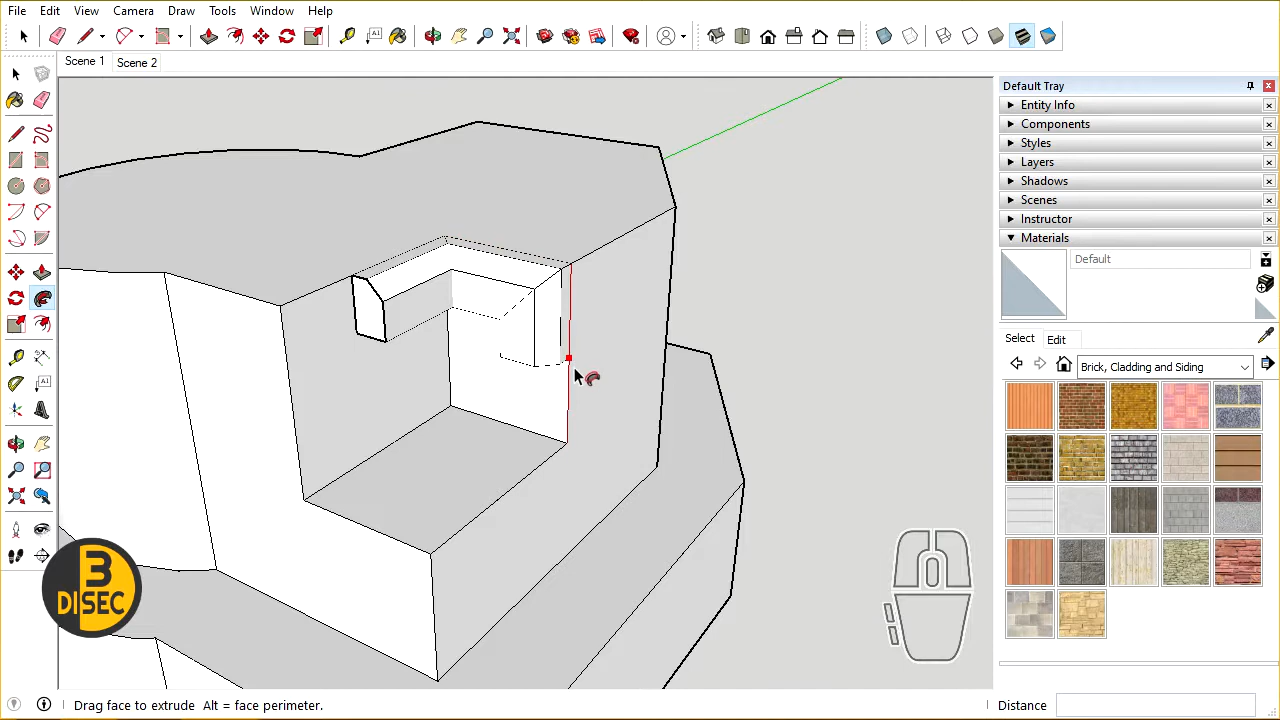 File Edit View Camera Draw Tools Window Help
Scene 1 Scene 2
Default Tray
Entity Info
Components
Styles
Layers
Shadows
Scenes
Instructor
Materials
Default
Select Edit
Brick, Cladding and Siding
3
DISEC
Drag face to extrude Alt = face perimeter.
Distance